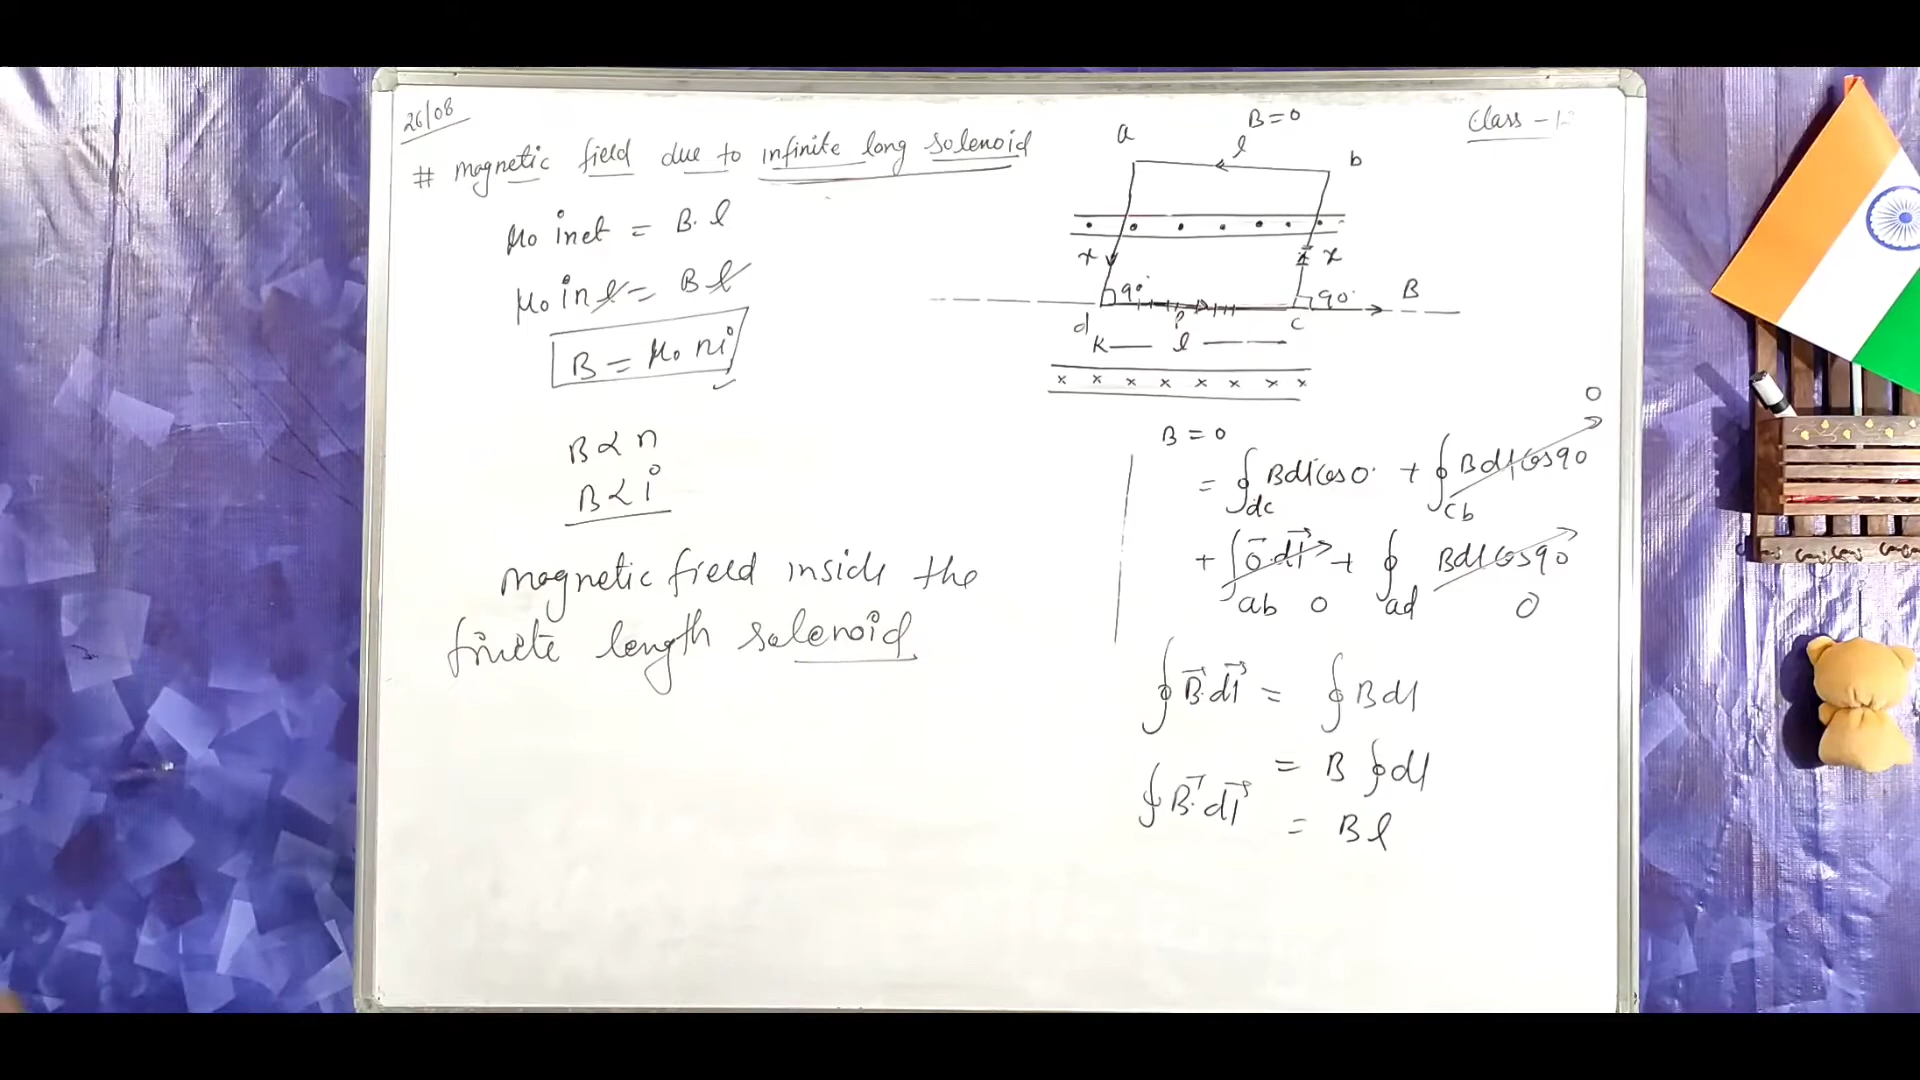 26/08
# magnetic field due to infinite long solenoid
μo inet = B.l
μo inl = Bl
B = μo ni
B ∝ n
B ∝ i
magnetic field inside the
finite length solenoid
Class - 12
B=0
a l b
x x
90° 90° B
d P c
K— l —
x x x x x x x x
B = 0
= ∮dc Bdl cos0° + ∮cb Bdl cos90 0
+ ∫ab 0.dl 0 + ∮ad Bdl cos90 0
∮B.dl = ∮Bdl
= B ∮dl
∮B.dl = Bl